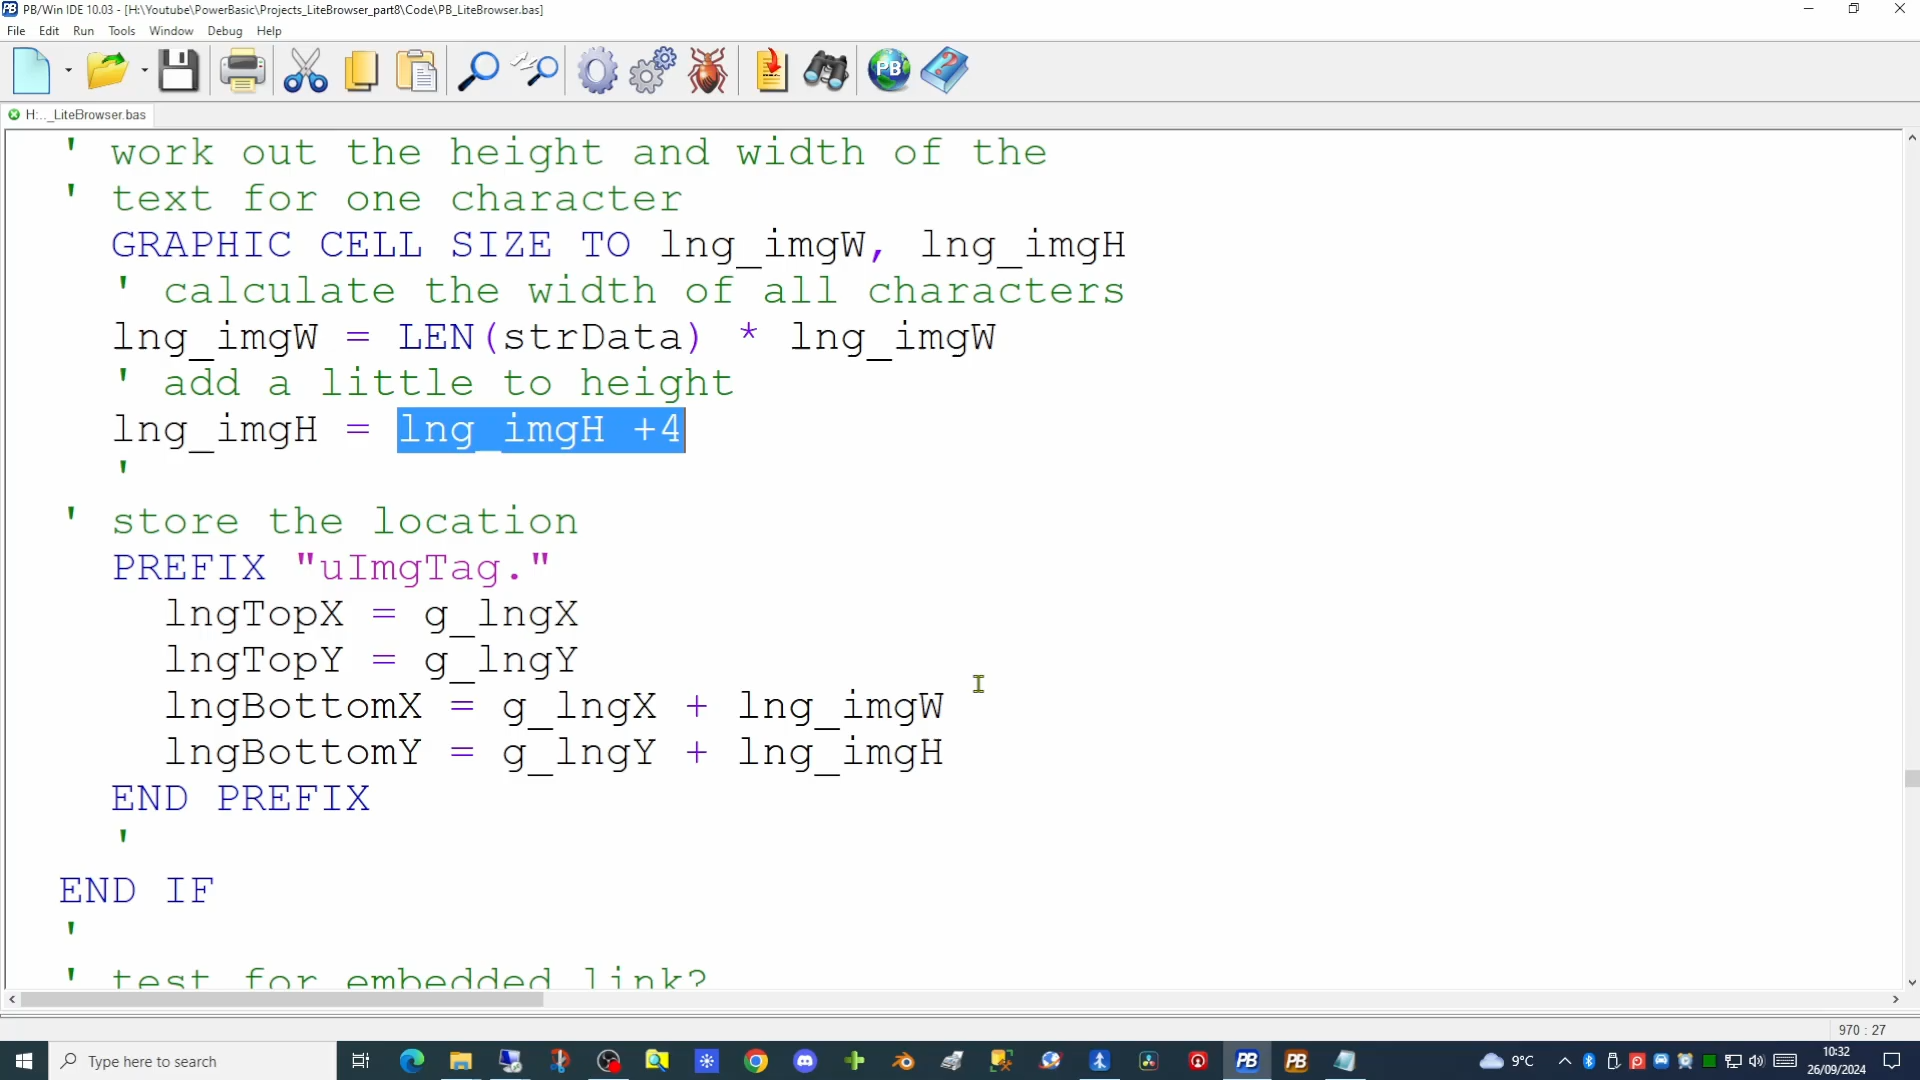 PB/Win IDE 10.03 - [H:\Youtube\PowerBasic\Projects_LiteBrowser_part8\Code\PB_LiteBrowser.bas]
File Edit Run Tools Window Debug Help
H:.._LiteBrowser.bas
' work out the height and width of the
' text for one character
GRAPHIC CELL SIZE TO lng_imgW, lng_imgH
' calculate the width of all characters
lng_imgW = LEN(strData) * lng_imgW
' add a little to height
lng_imgH = lng_imgH +4
'
' store the location
PREFIX "uImgTag."
lngTopX = g_lngX
lngTopY = g_lngY
lngBottomX = g_lngX + lng_imgW
lngBottomY = g_lngY + lng_imgH
END PREFIX
'
END IF
'
' test for embedded link?
970 : 27
Type here to search
9°C
10:32
26/09/2024